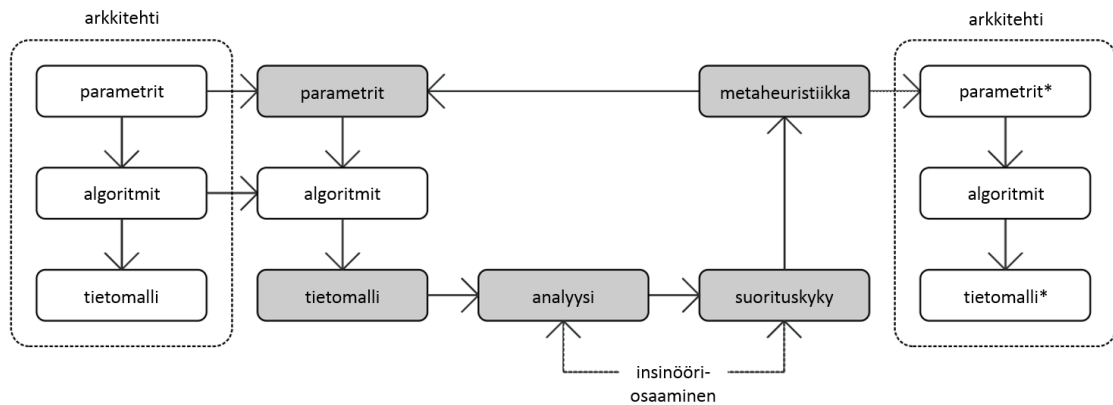 arkkitehti
arkkitehti
parametrit
parametrit
metaheuristiikka
parametrit*
algoritmit
algoritmit
algoritmit
tietomalli
tietomalli
analyysi
suorituskyky
tietomalli*
insinööri-
osaaminen